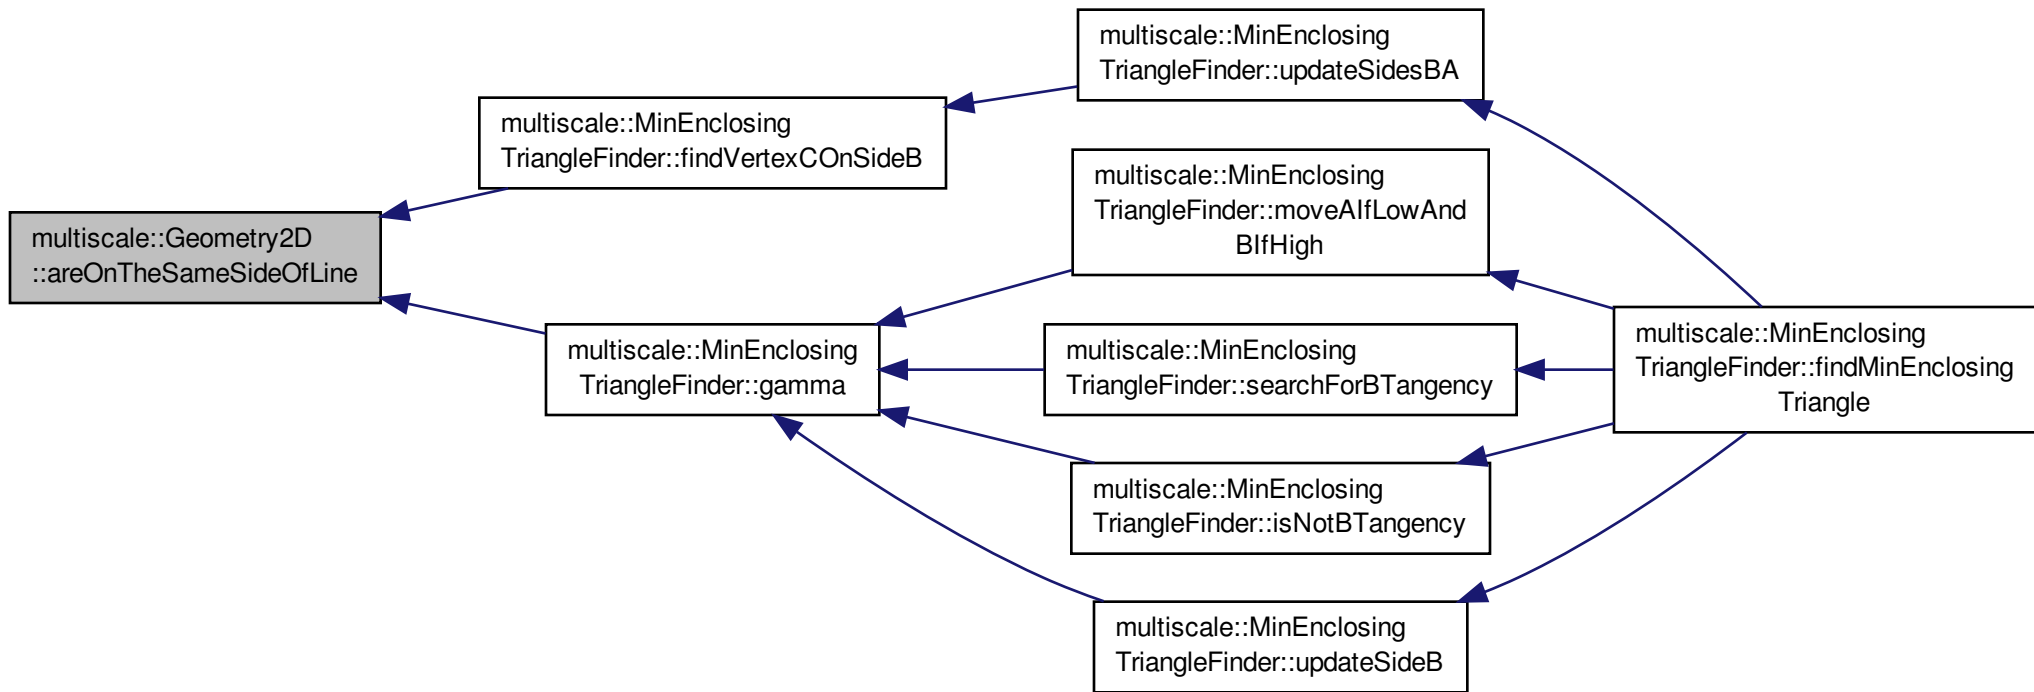 multiscale::Geometry2D
::areOnTheSameSideOfLine
multiscale::MinEnclosing
TriangleFinder::findVertexCOnSideB
multiscale::MinEnclosing
TriangleFinder::gamma
multiscale::MinEnclosing
TriangleFinder::updateSidesBA
multiscale::MinEnclosing
TriangleFinder::moveAIfLowAnd
BIfHigh
multiscale::MinEnclosing
TriangleFinder::searchForBTangency
multiscale::MinEnclosing
TriangleFinder::isNotBTangency
multiscale::MinEnclosing
TriangleFinder::updateSideB
multiscale::MinEnclosing
TriangleFinder::findMinEnclosing
Triangle